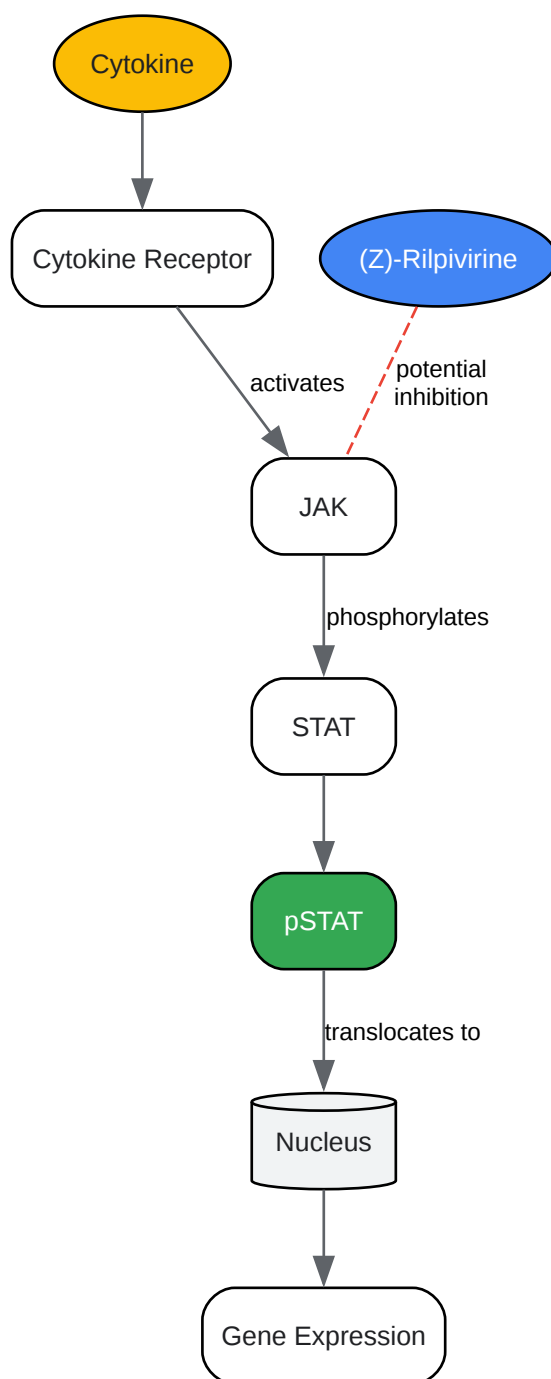 Cytokine
Cytokine Receptor
(Z)-Rilpivirine
activates
potential
inhibition
JAK
phosphorylates
STAT
pSTAT
translocates to
Nucleus
Gene Expression